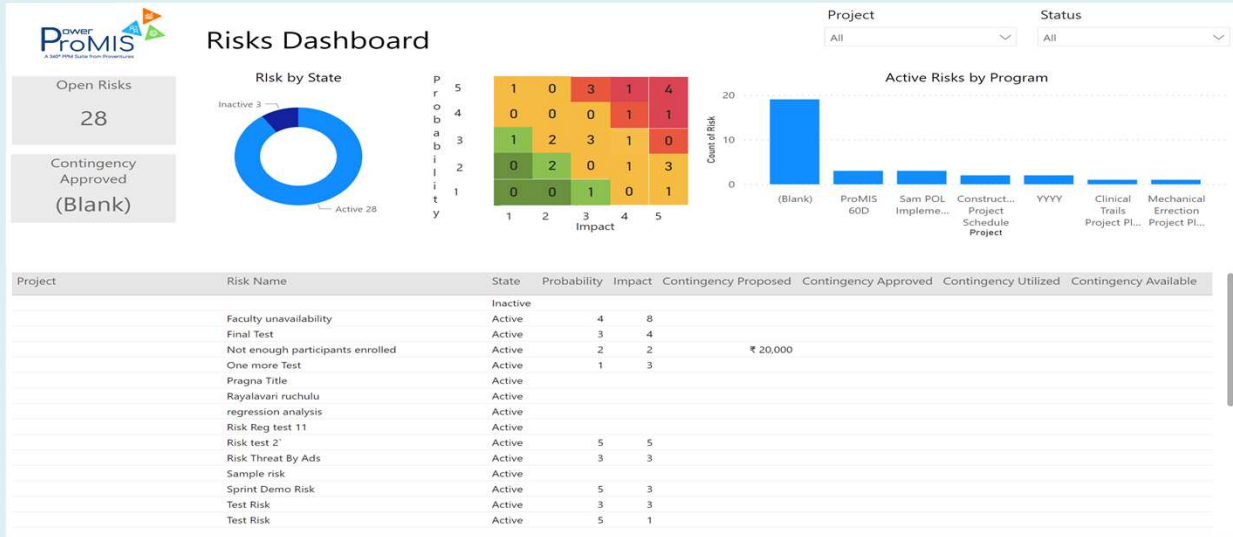 Power
ProMIS
A 360° PPM Suite from Proventures
Risks Dashboard
Project
All
Status
All
Open Risks
28
Contingency
Approved
(Blank)
RIsk by State
Inactive 3
Active 28
Probability
5 1 0 3 1 4
4 0 0 0 1 1
3 1 2 3 1 0
2 0 2 0 1 3
1 0 0 1 0 1
1 2 3 4 5
Impact
Active Risks by Program
Count of Risk
20
10
0
(Blank)
ProMIS
60D
Sam POL
Impleme...
Construct...
Project
Schedule
YYYY
Clinical
Trails
Project Pl...
Mechanical
Errection
Project Pl...
Project
Project Risk Name State Probability Impact Contingency Proposed Contingency Approved Contingency Utilized Contingency Available
Inactive
Faculty unavailability Active 4 8
Final Test Active 3 4
Not enough participants enrolled Active 2 2 ₹ 20,000
One more Test Active 1 3
Pragna Title Active
Rayalavari ruchulu Active
regression analysis Active
Risk Reg test 11 Active
Risk test 2` Active 5 5
Risk Threat By Ads Active 3 3
Sample risk Active
Sprint Demo Risk Active 5 3
Test Risk Active 3 3
Test Risk Active 5 1